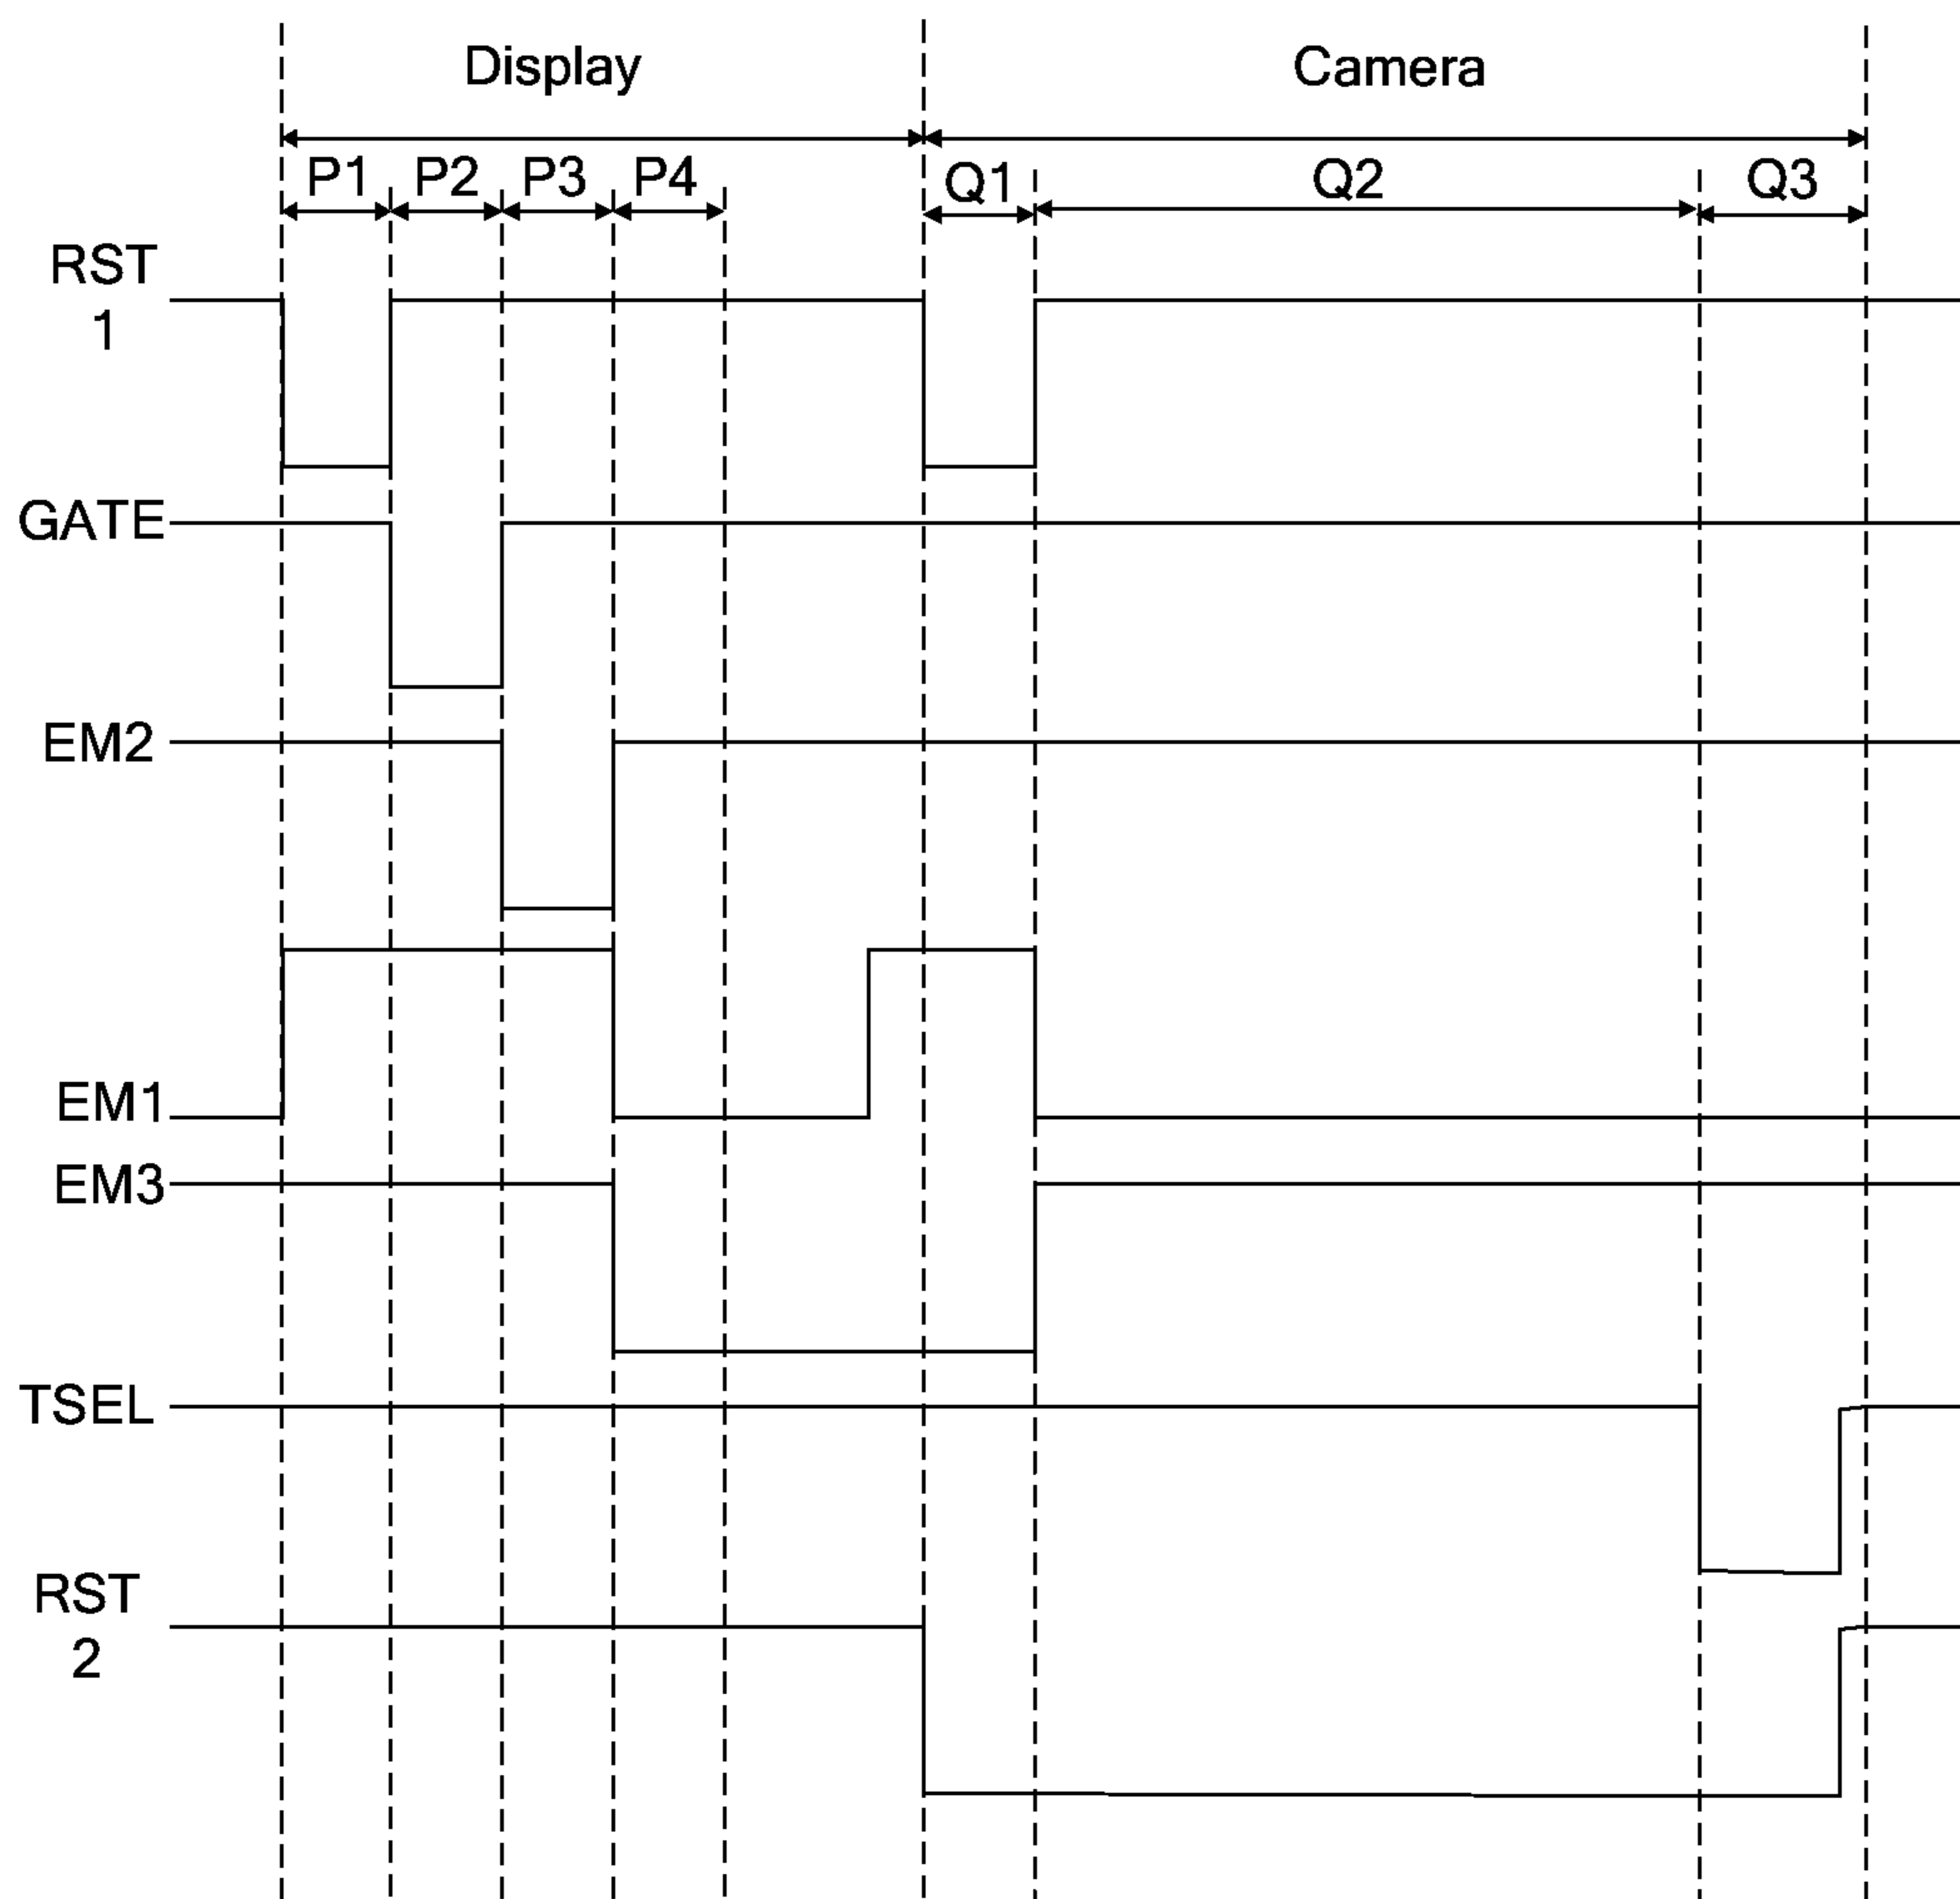 Display Camera
P1 P2 P3 P4 Q1 Q2 Q3
RST
1
GATE
EM2
EM1
EM3
TSEL
RST
2